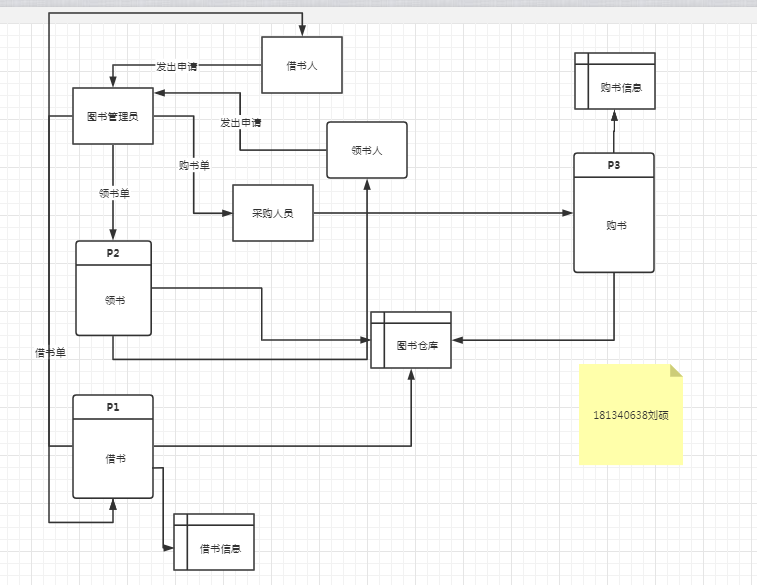 借书人
发出申请
购书信息
图书管理员
发出申请
领书人
购书单
P3
领书单
采购人员
购书
P2
领书
图书仓库
借书单
P1
181340638刘硕
借书
借书信息